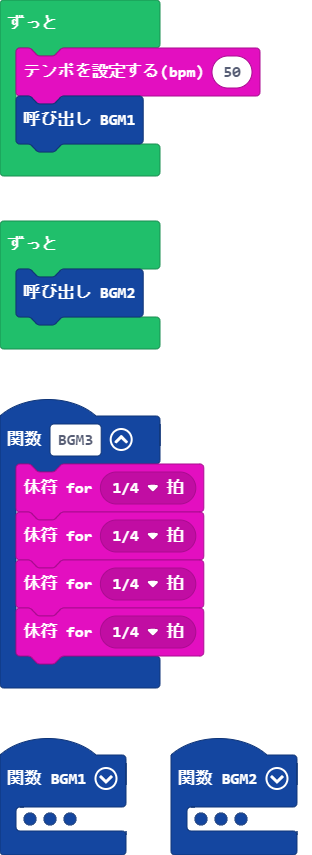 ずっと
テンポを設定する(bpm) 50
呼び出し BGM1
ずっと
呼び出し BGM2
関数 BGM3
休符 for 1/4 拍
休符 for 1/4 拍
休符 for 1/4 拍
休符 for 1/4 拍
関数 BGM1 関数 BGM2